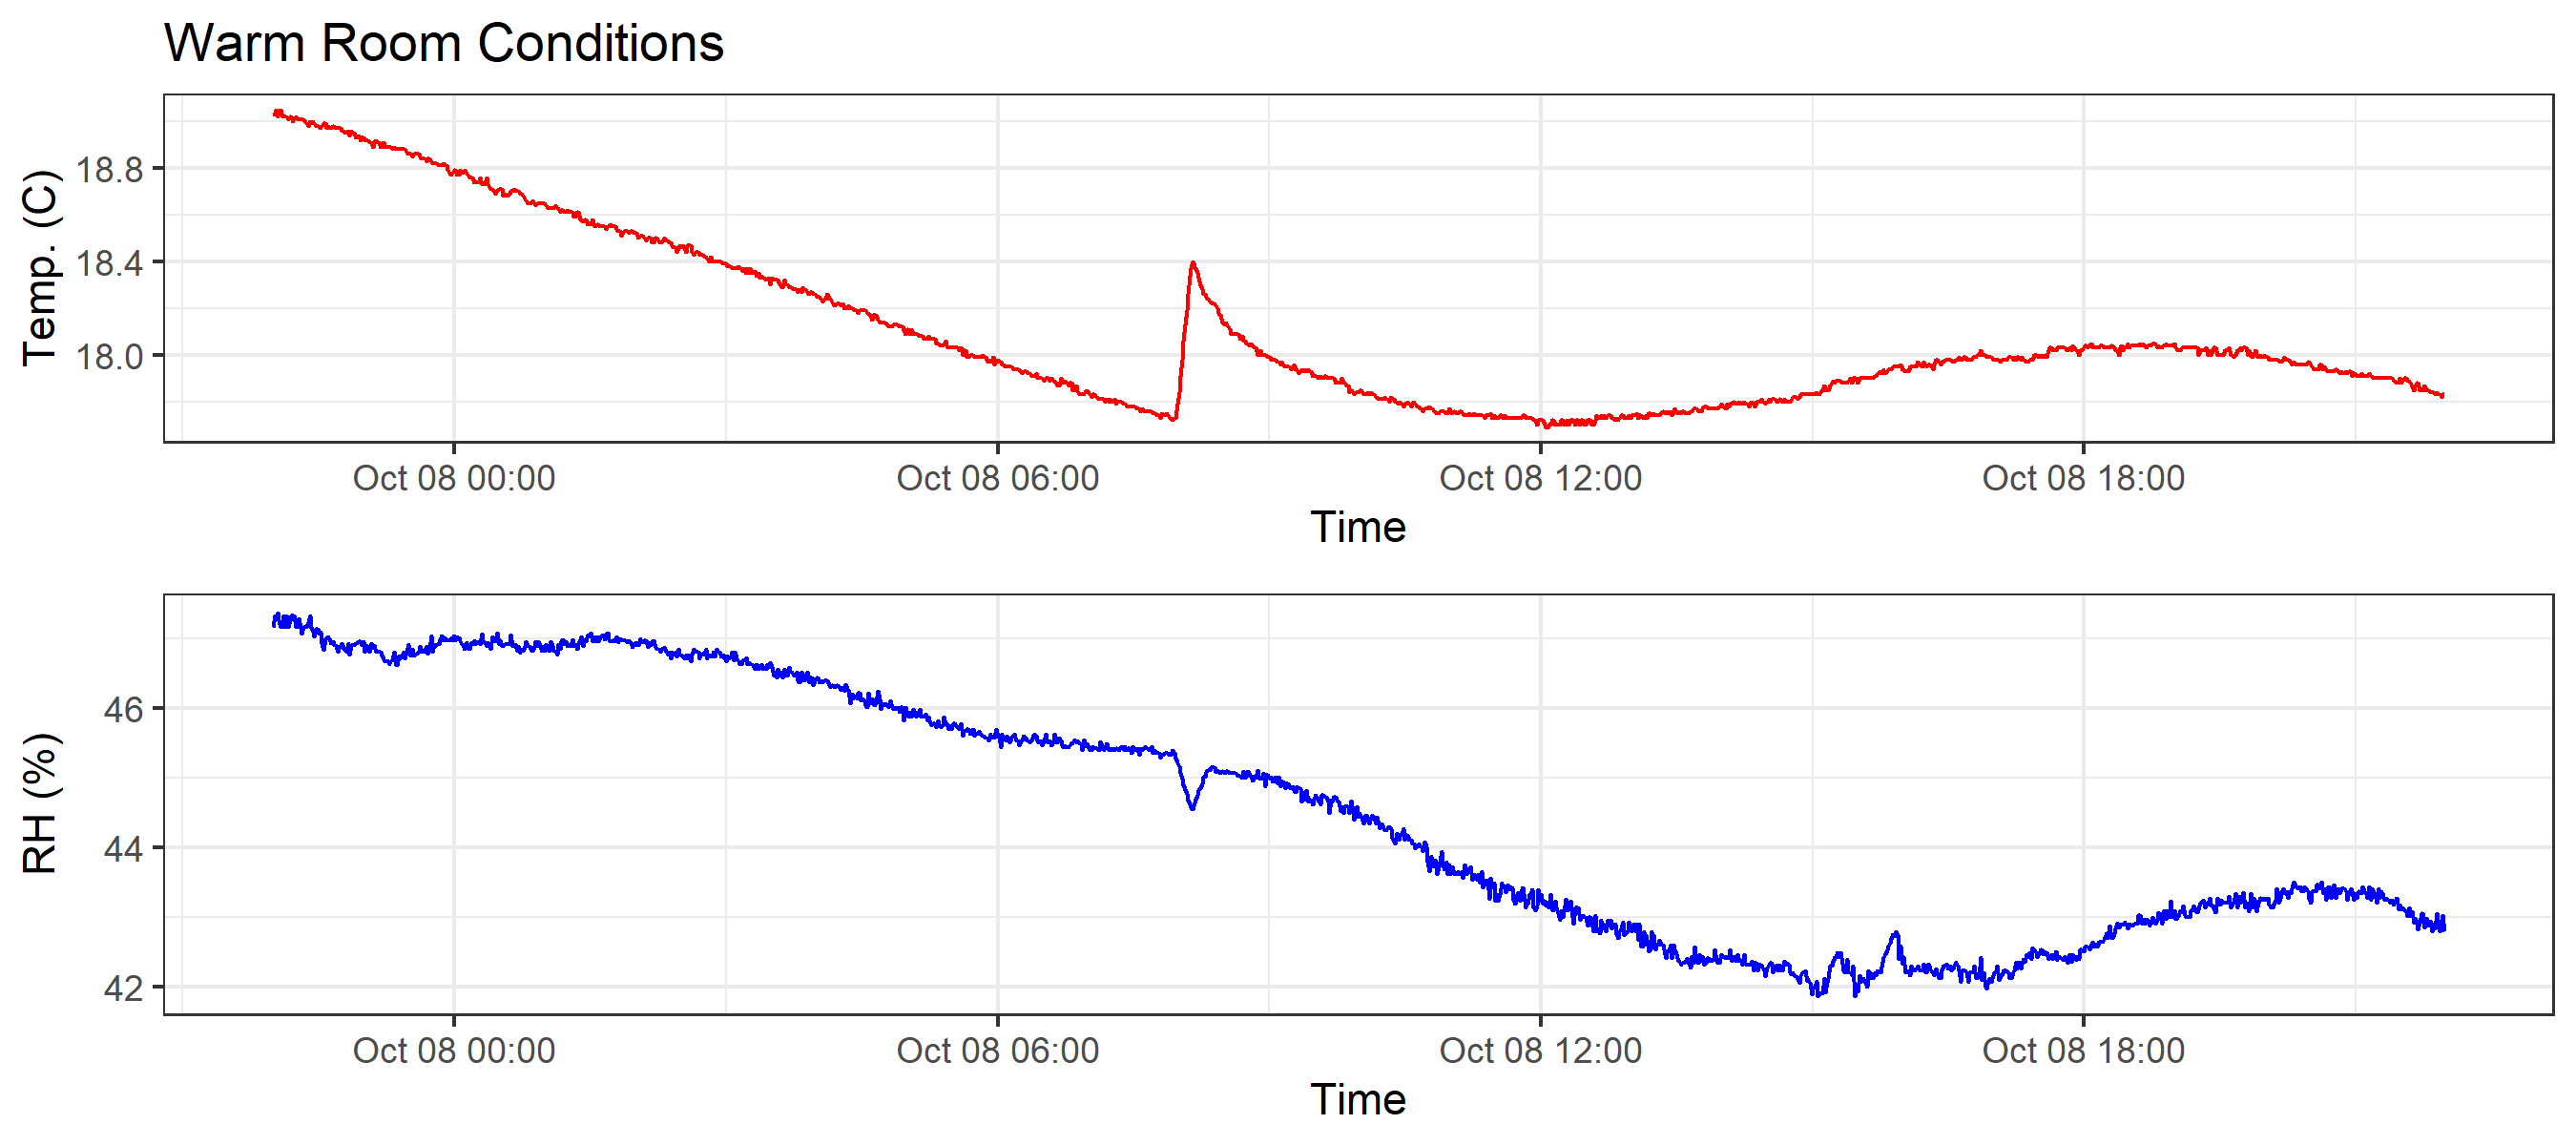 Warm Room Conditions
Temp. (C)
18.8
18.4
18.0
Oct 08 00:00 Oct 08 06:00 Oct 08 12:00 Oct 08 18:00
Time
RH (%)
46
44
42
Oct 08 00:00 Oct 08 06:00 Oct 08 12:00 Oct 08 18:00
Time